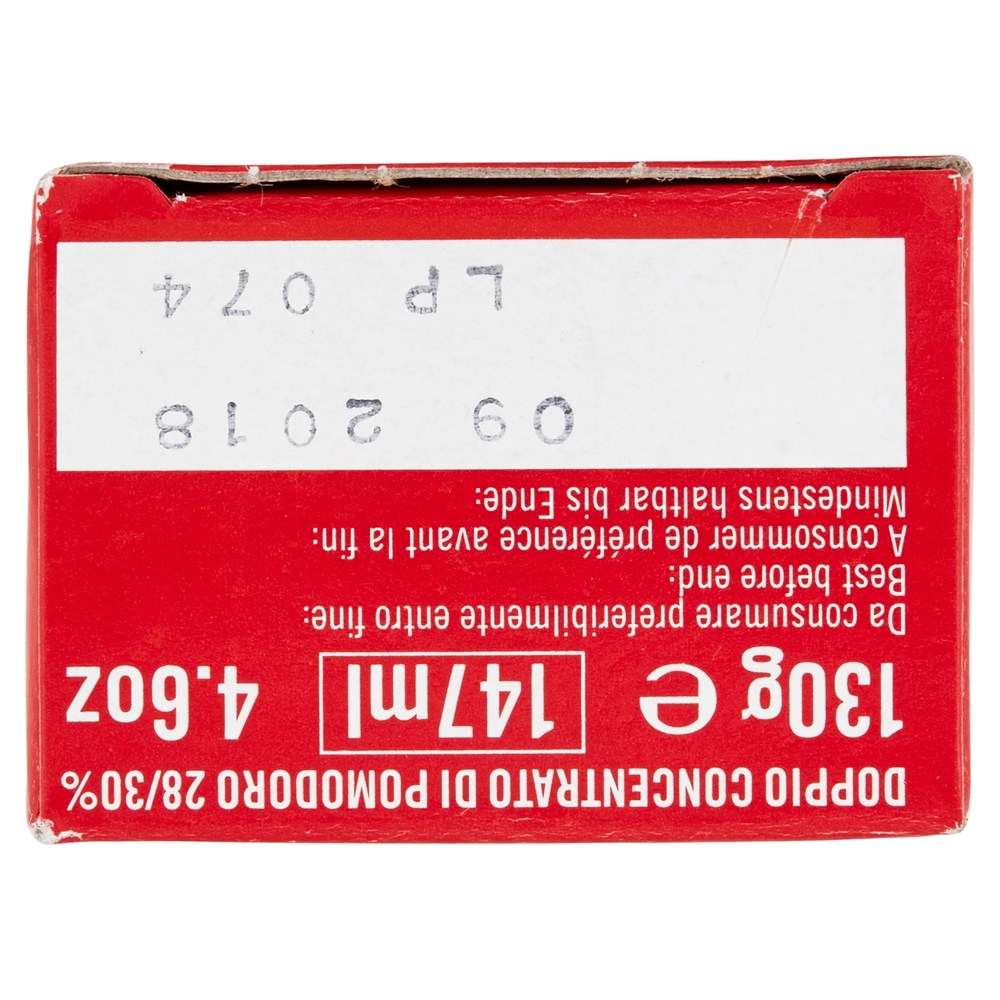 DOPPIO CONCENTRATO DI POMODORO 28/30%
130g ℮ 147ml 4.6oz
Da consumare preferibilmente entro fine:
Best before end:
A consommer de préférence avant la fin:
Mindestens haltbar bis Ende:
09 2018
LP 074